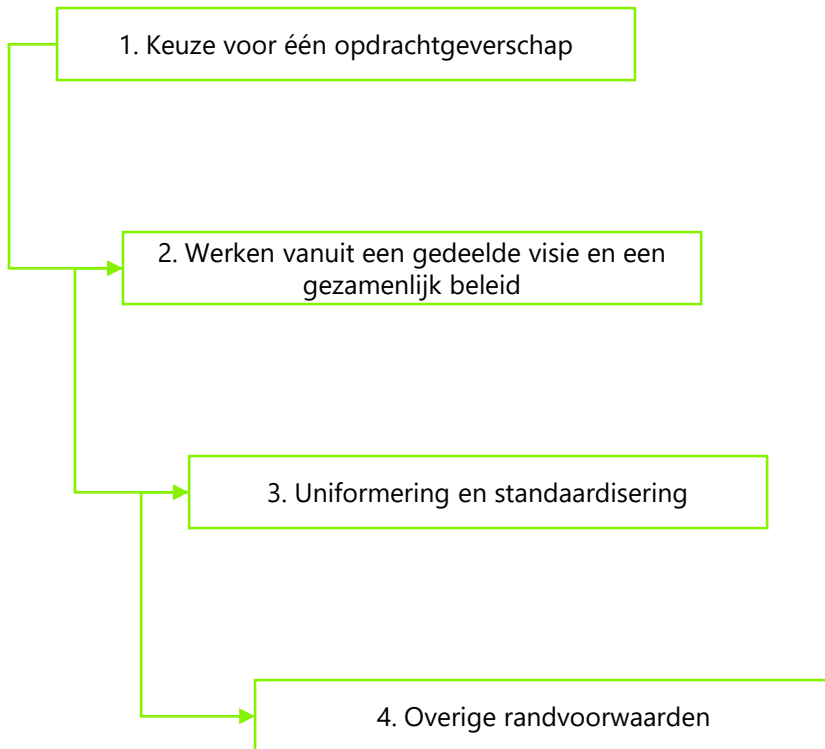 1. Keuze voor één opdrachtgeverschap
2. Werken vanuit een gedeelde visie en een
gezamenlijk beleid
3. Uniformering en standaardisering
4. Overige randvoorwaarden